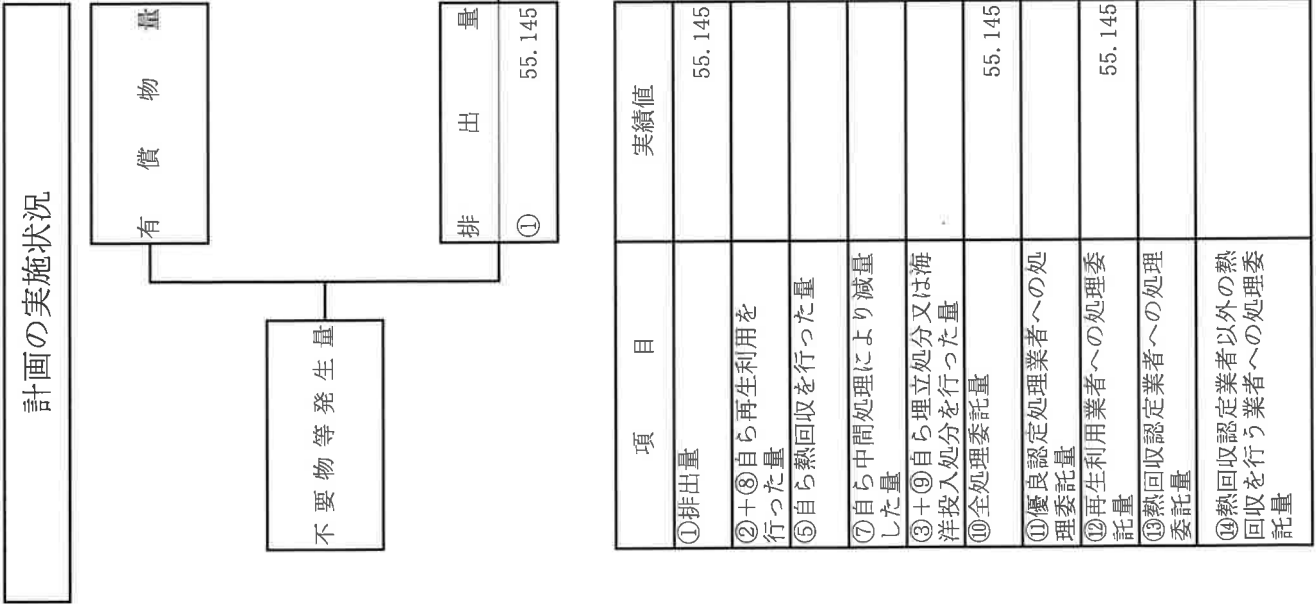 計画の実施状況
有償物量
不要物等発生量
排出量
① 55.145
項目 実績値
①排出量 55.145
②+⑧自ら再生利用を
行った量
⑤自ら熱回収を行った量
⑦自ら中間処理により減量
した量
③+⑨自ら埋立処分又は海
洋投入処分を行った量
⑩全処理委託量 55.145
⑪優良認定処理業者への処
理委託量
⑫再生利用業者への処理委
託量 55.145
⑬熱回収認定業者への処理
委託量
⑭熱回収認定業者以外の熱
回収を行う業者への処理委
託量